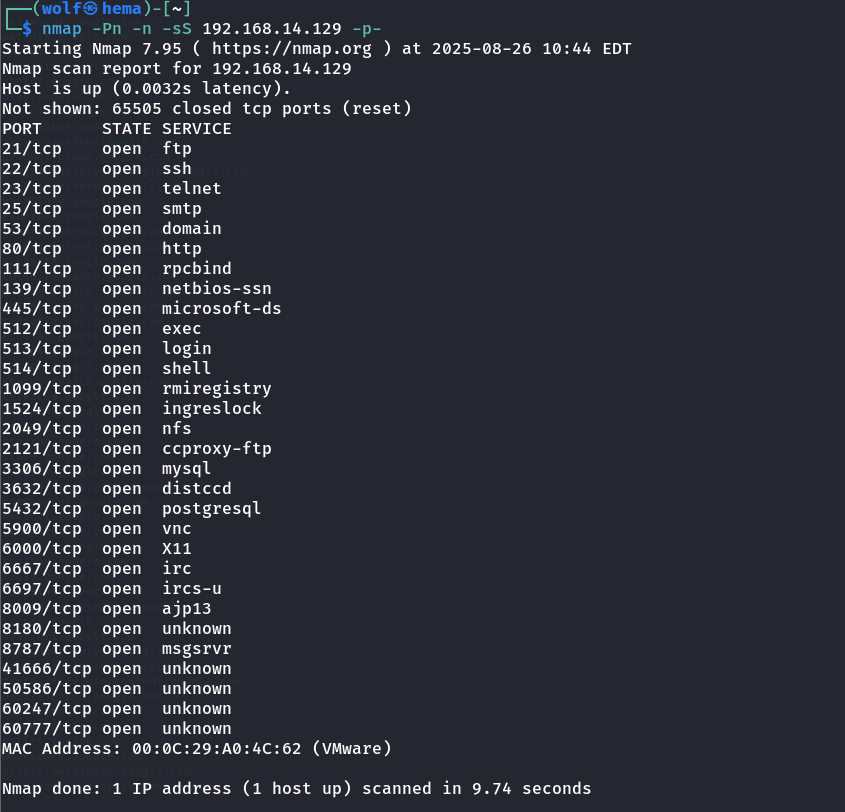 ┌──(wolf㉿hema)-[~]
└─$ nmap -Pn -n -sS 192.168.14.129 -p-
Starting Nmap 7.95 ( https://nmap.org ) at 2025-08-26 10:44 EDT
Nmap scan report for 192.168.14.129
Host is up (0.0032s latency).
Not shown: 65505 closed tcp ports (reset)
PORT      STATE SERVICE
21/tcp    open  ftp
22/tcp    open  ssh
23/tcp    open  telnet
25/tcp    open  smtp
53/tcp    open  domain
80/tcp    open  http
111/tcp   open  rpcbind
139/tcp   open  netbios-ssn
445/tcp   open  microsoft-ds
512/tcp   open  exec
513/tcp   open  login
514/tcp   open  shell
1099/tcp  open  rmiregistry
1524/tcp  open  ingreslock
2049/tcp  open  nfs
2121/tcp  open  ccproxy-ftp
3306/tcp  open  mysql
3632/tcp  open  distccd
5432/tcp  open  postgresql
5900/tcp  open  vnc
6000/tcp  open  X11
6667/tcp  open  irc
6697/tcp  open  ircs-u
8009/tcp  open  ajp13
8180/tcp  open  unknown
8787/tcp  open  msgsrvr
41666/tcp open  unknown
50586/tcp open  unknown
60247/tcp open  unknown
60777/tcp open  unknown
MAC Address: 00:0C:29:A0:4C:62 (VMware)
Nmap done: 1 IP address (1 host up) scanned in 9.74 seconds